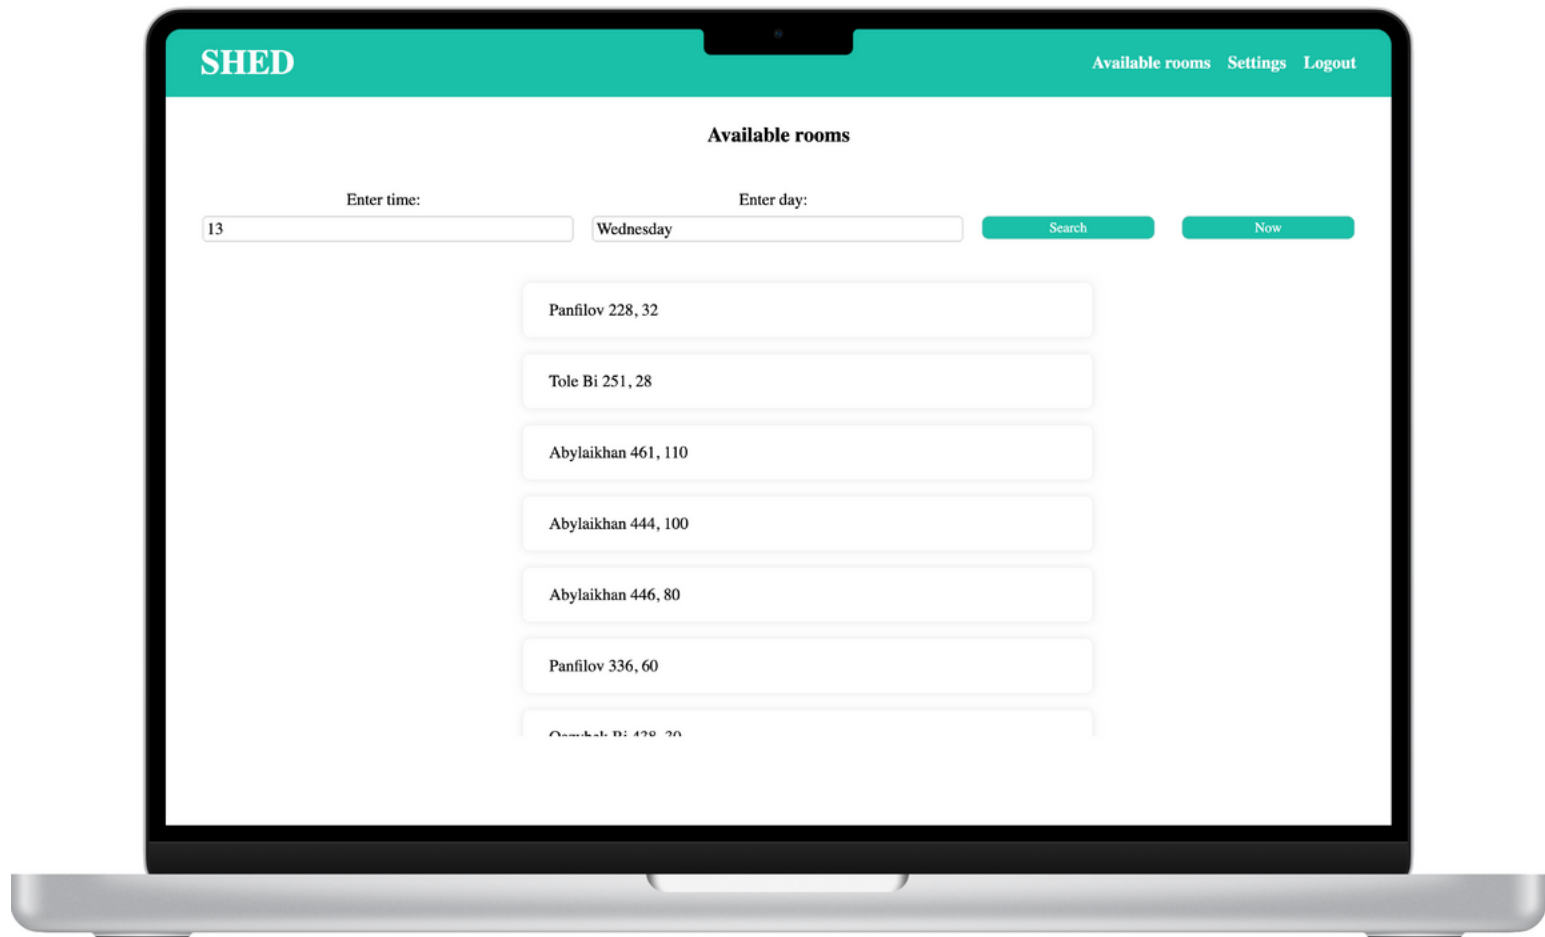 SHED
Available rooms Settings Logout
Available rooms
Enter time:
Enter day:
13
Wednesday
Search
Now
Panfilov 228, 32
Tole Bi 251, 28
Abylaikhan 461, 110
Abylaikhan 444, 100
Abylaikhan 446, 80
Panfilov 336, 60